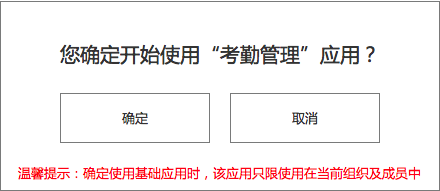 您确定开始使用“考勤管理”应用？
确定
取消
温馨提示：确定使用基础应用时，该应用只限使用在当前组织及成员中